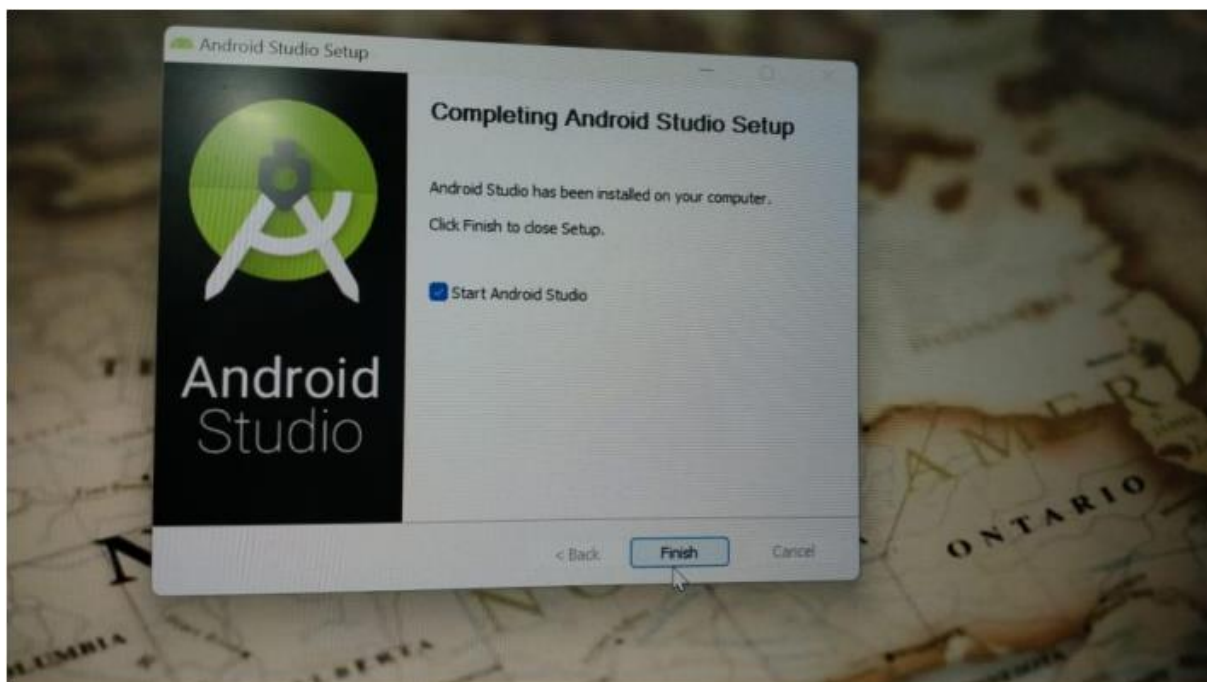 Android Studio Setup
Completing Android Studio Setup
Android Studio has been installed on your computer.
Click Finish to close Setup.
Start Android Studio
Android
Studio
< Back
Finish
Cancel
ONTARIO